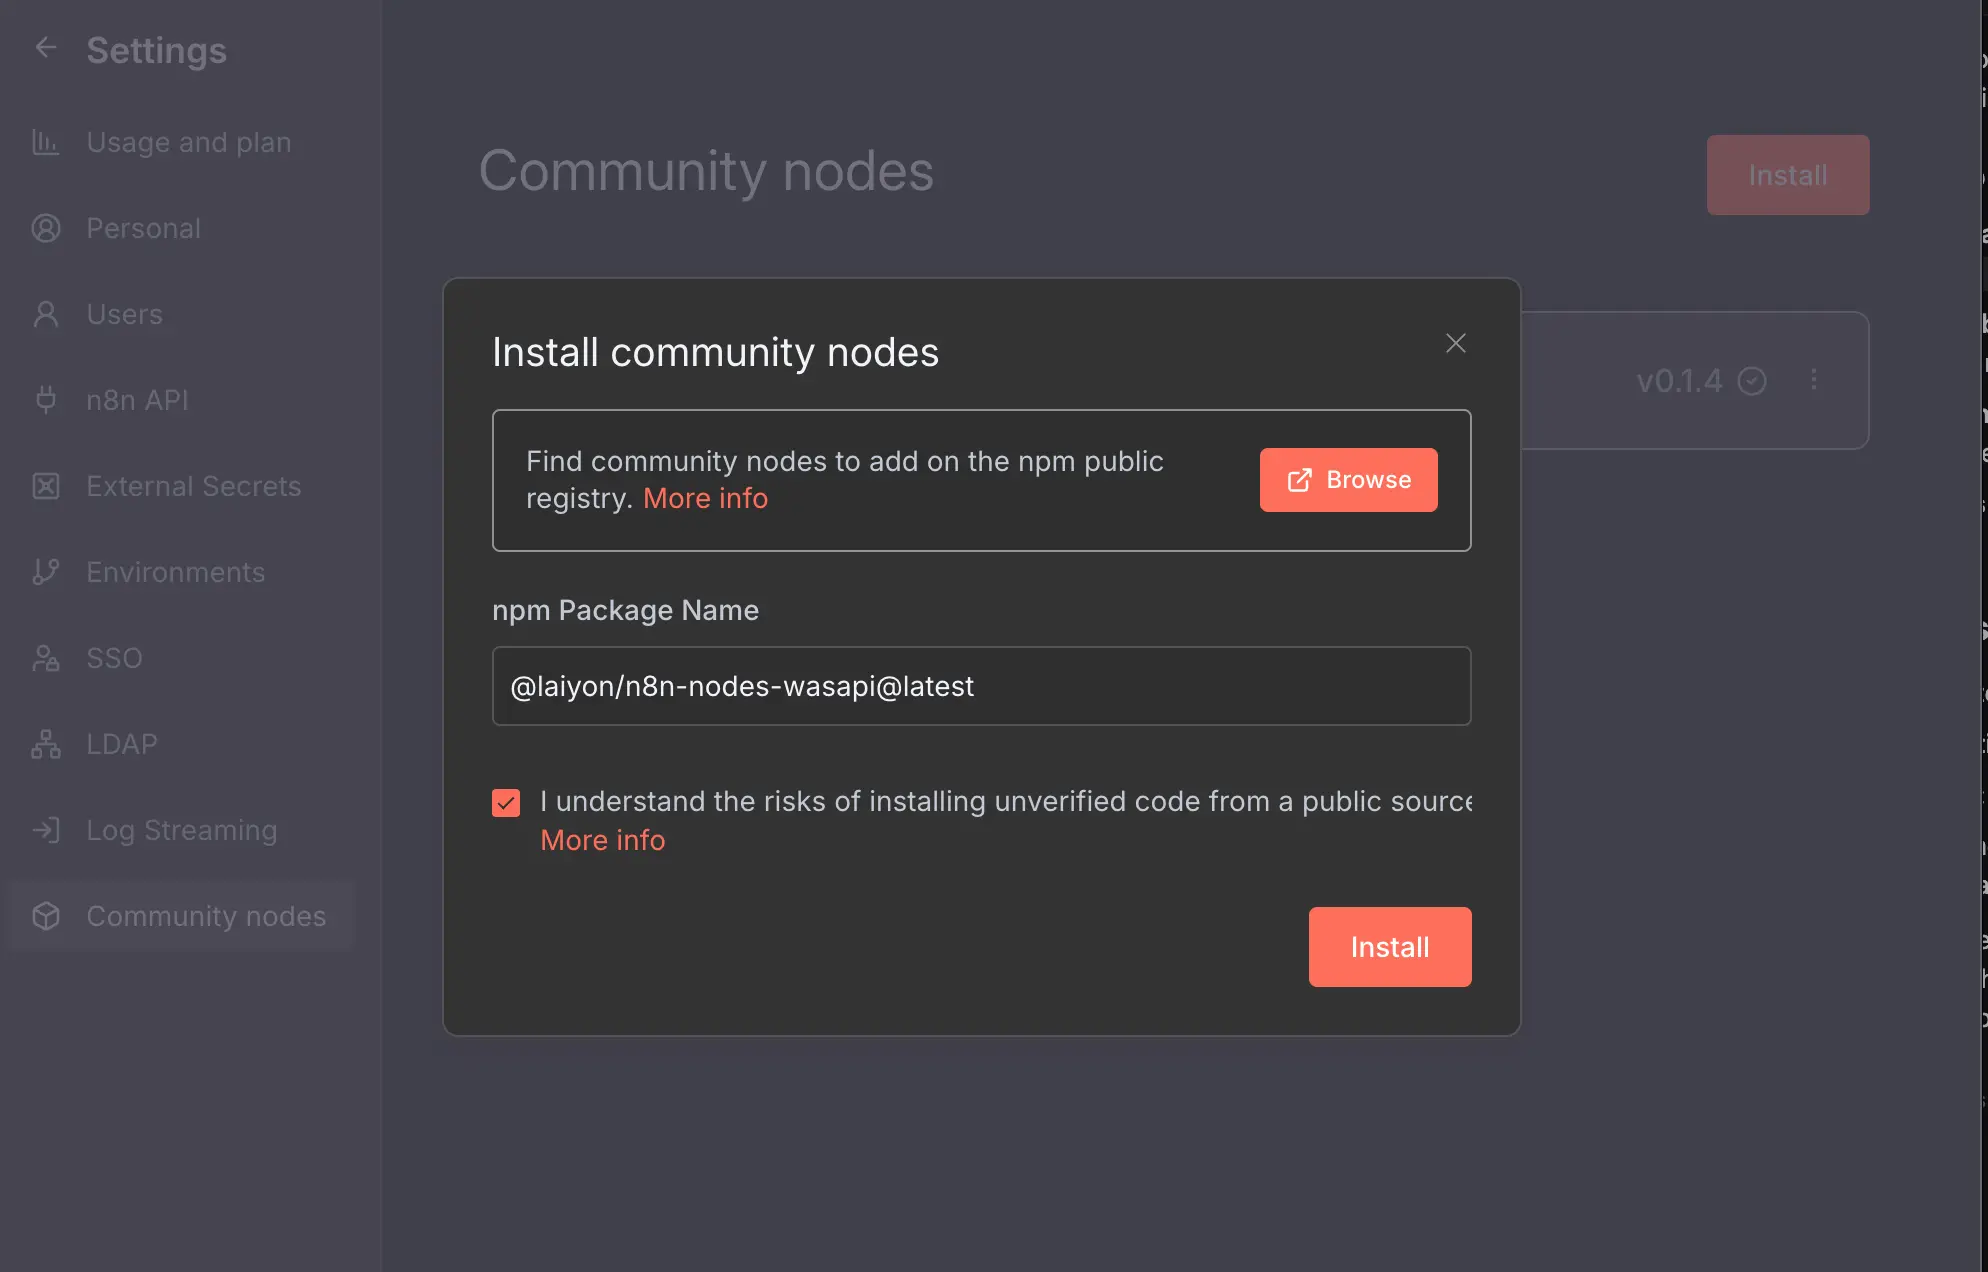 Settings
Usage and plan
Personal
Users
n8n API
External Secrets
Environments
SSO
LDAP
Log Streaming
Community nodes
Community nodes
Install
v0.1.4
Install community nodes
Find community nodes to add on the npm public
registry. More info
Browse
npm Package Name
@laiyon/n8n-nodes-wasapi@latest
I understand the risks of installing unverified code from a public source
More info
Install